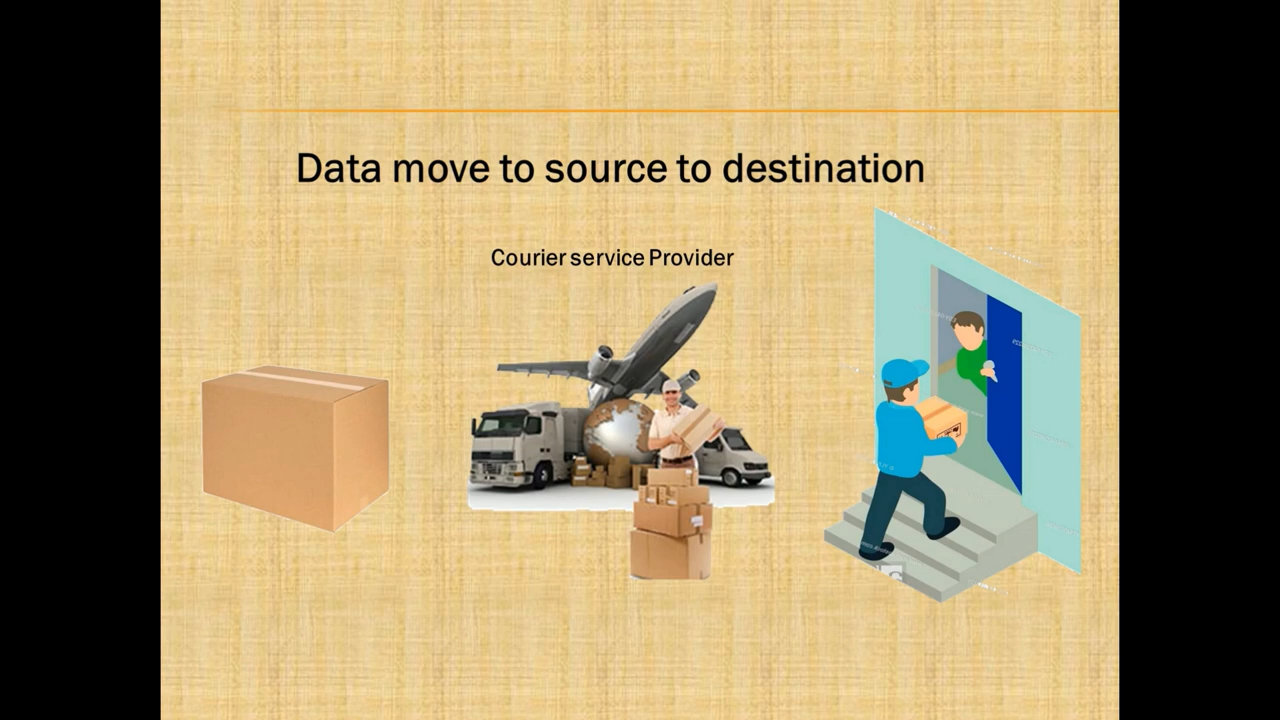 Data move to source to destination
Courier service Provider